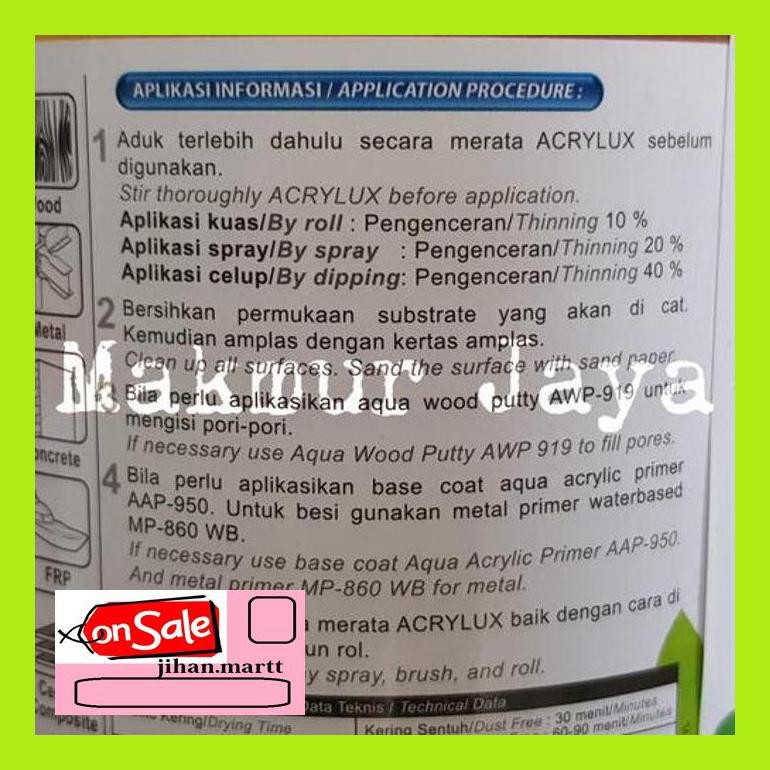 APLIKASI INFORMASI / APPLICATION PROCEDURE :
1 Aduk terlebih dahulu secara merata ACRYLUX sebelum
digunakan.
Stir thoroughly ACRYLUX before application.
Aplikasi kuas/By roll : Pengenceran/Thinning 10 %
Aplikasi spray/By spray : Pengenceran/Thinning 20 %
Aplikasi celup/By dipping: Pengenceran/Thinning 40 %
2 Bersihkan permukaan substrate yang akan di cat.
Kemudian amplas dengan kertas amplas.
Clean up all surfaces. Sand the surface with sand paper.
Makmur Jaya
3 Bila perlu aplikasikan aqua wood putty AWP-919 untuk
mengisi pori-pori.
If necessary use Aqua Wood Putty AWP 919 to fill pores.
4 Bila perlu aplikasikan base coat aqua acrylic primer
AAP-950. Untuk besi gunakan metal primer waterbased
MP-860 WB.
If necessary use base coat Aqua Acrylic Primer AAP-950.
And metal primer MP-860 WB for metal.
merata ACRYLUX baik dengan cara di
un rol.
y spray, brush, and roll.
Data Teknis / Technical Data
Kering/Drying Time
Kering Sentuh/Dust Free : 30 menit/Minutes
: 60-90 menit/Minutes
ood
Metal
oncrete
FRP
Composite
on Sale
jihan.martt